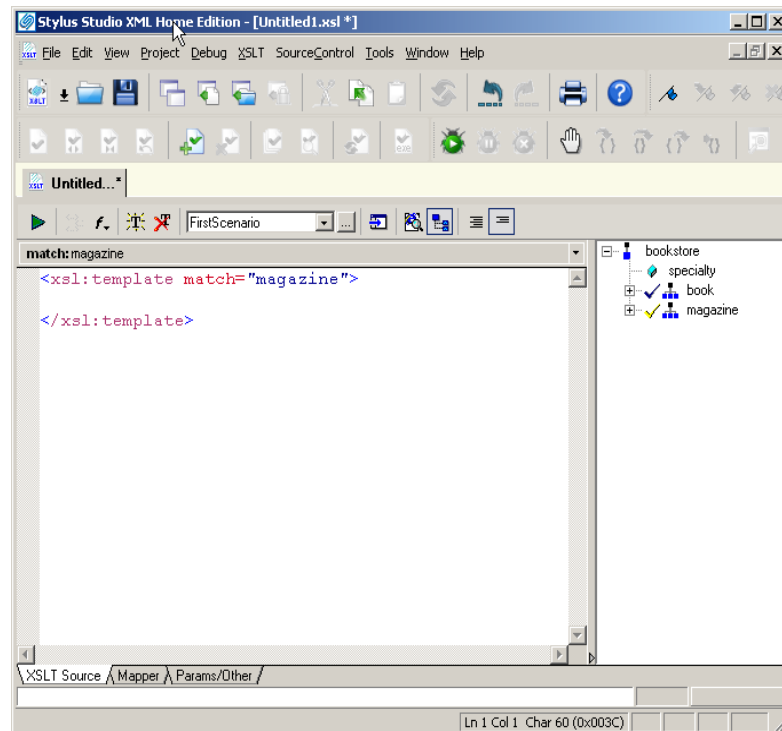 Stylus Studio XML Home Edition - [Untitled1.xsl *]
File Edit View Project Debug XSLT SourceControl Tools Window Help
Untitled...*
FirstScenario
match: magazine
<xsl:template match="magazine">
</xsl:template>
bookstore
specialty
book
magazine
XSLT Source Mapper Params/Other
Ln 1 Col 1 Char 60 (0x003C)